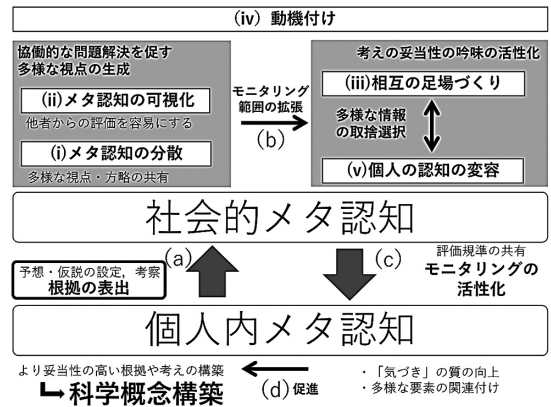 (iv) 動機付け
協働的な問題解決を促す
多様な視点の生成
(ii)メタ認知の可視化
他者からの評価を容易にする
(i)メタ認知の分散
多様な視点・方略の共有
モニタリング
範囲の拡張
(b)
考えの妥当性の吟味の活性化
(iii)相互の足場づくり
多様な情報
の取捨選択
(v)個人の認知の変容
社会的メタ認知
予想・仮説の設定，考察
根拠の表出
(a)
(c)
評価規準の共有
モニタリングの
活性化
個人内メタ認知
より妥当性の高い根拠や考えの構築
科学概念構築
(d)促進
・「気づき」の質の向上
・多様な要素の関連付け